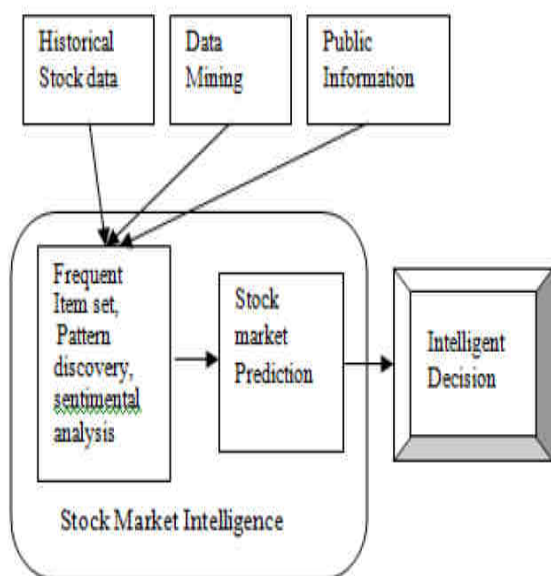 Historical
Stock data
Data
Mining
Public
Information
Frequent
Item set,
Pattern
discovery,
sentimental
analysis
Stock
market
Prediction
Intelligent
Decision
Stock Market Intelligence